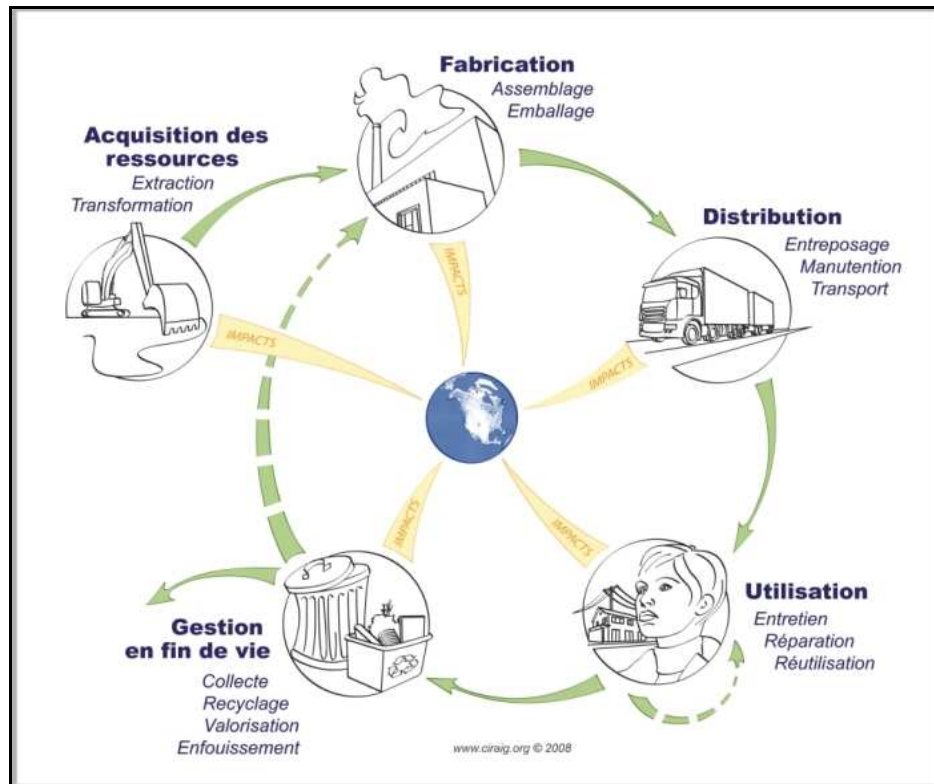 Fabrication
Assemblage
Emballage
Acquisition des
ressources
Extraction
Transformation
Distribution
Entreposage
Manutention
Transport
IMPACTS
IMPACTS
IMPACTS
IMPACTS
IMPACTS
Utilisation
Entretien
Réparation
Réutilisation
Gestion
en fin de vie
Collecte
Recyclage
Valorisation
Enfouissement
www.ciraig.org © 2008